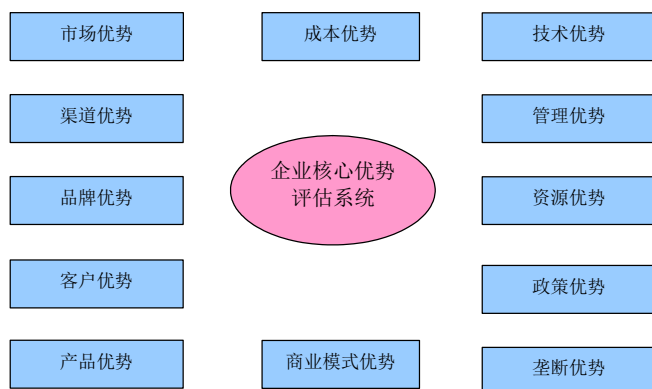 市场优势
成本优势
技术优势
渠道优势
管理优势
企业核心优势
评估系统
品牌优势
资源优势
客户优势
政策优势
产品优势
商业模式优势
垄断优势